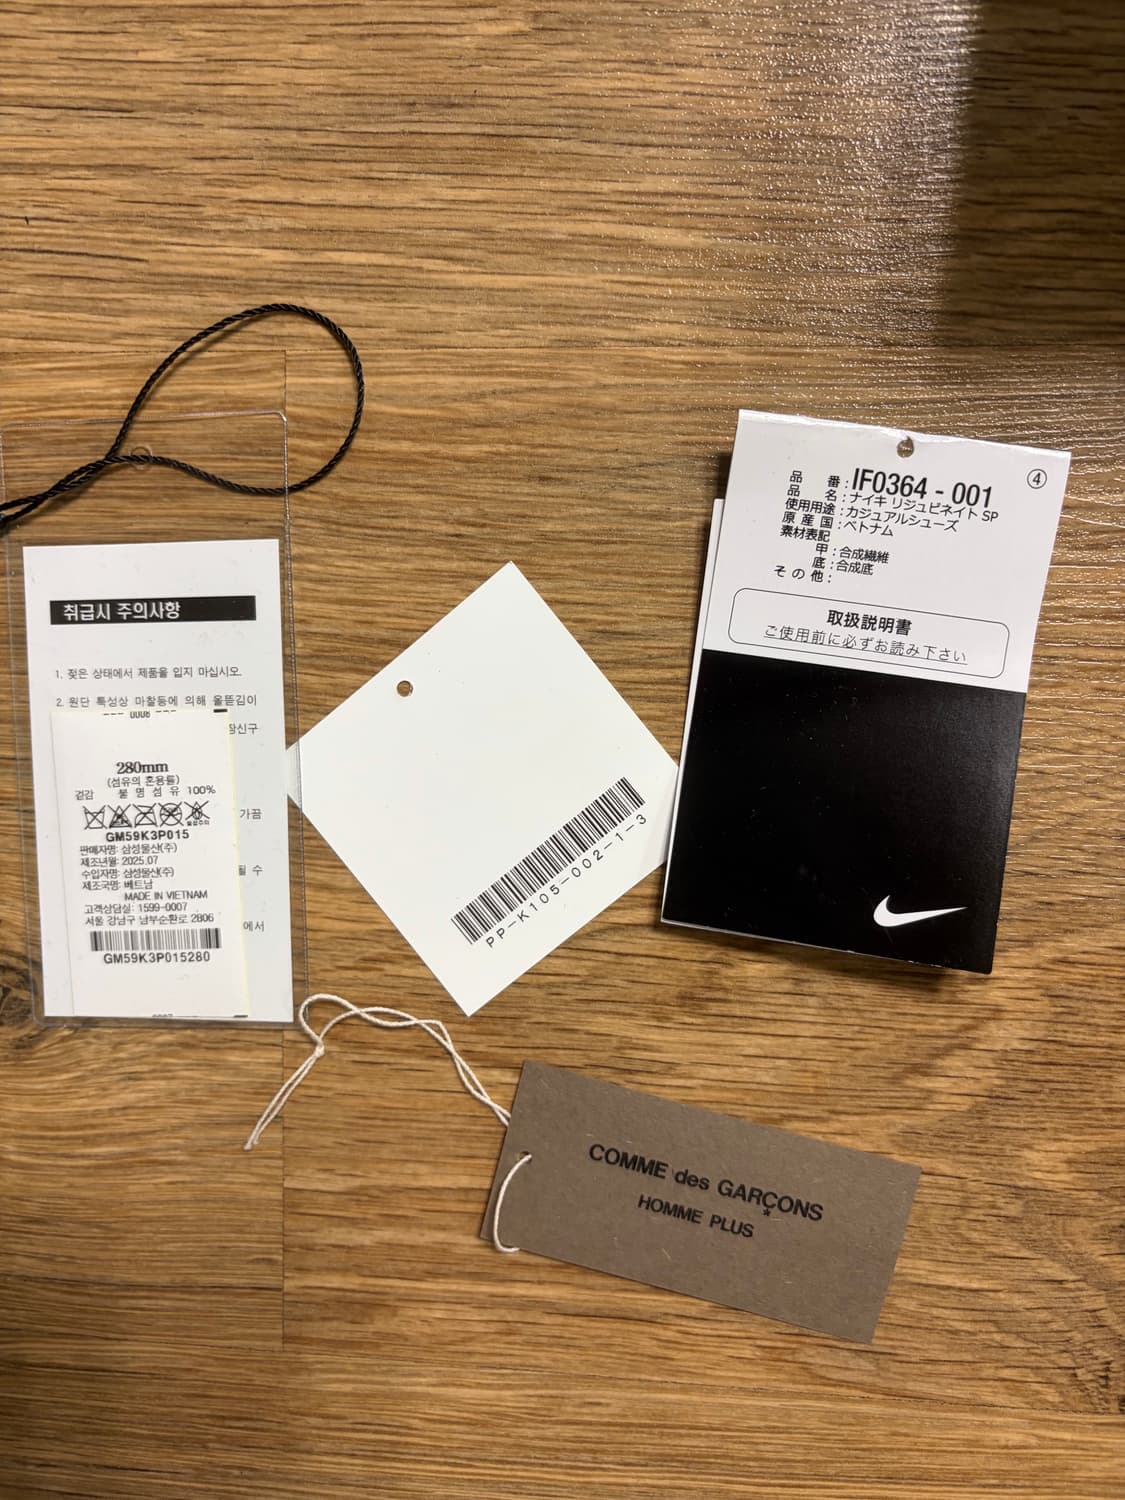 취급시 주의사항
1. 젖은 상태에서 제품을 입지 마십시오.
2. 원단 특성상 마찰등에 의해 올뜯김이
장신구
가끔
될 수
에서
280mm
(섬유의 혼용률)
겉감 불명섬유 100%
GM59K3P015
판매자명: 삼성물산(주)
제조년월: 2025.07
수입자명: 삼성물산(주)
제조국명: 베트남
MADE IN VIETNAM
고객상담실: 1599-0007
서울 강남구 남부순환로 2806
GM59K3P015280
PP-K105-002-1-3
④
品番:IF0364-001
品名:ナイキ リジュビネイト SP
使用用途:カジュアルシューズ
原産国:ベトナム
素材表記
甲:合成繊維
底:合成底
その他:
取扱説明書
ご使用前に必ずお読み下さい
COMME des GARÇONS
HOMME PLUS